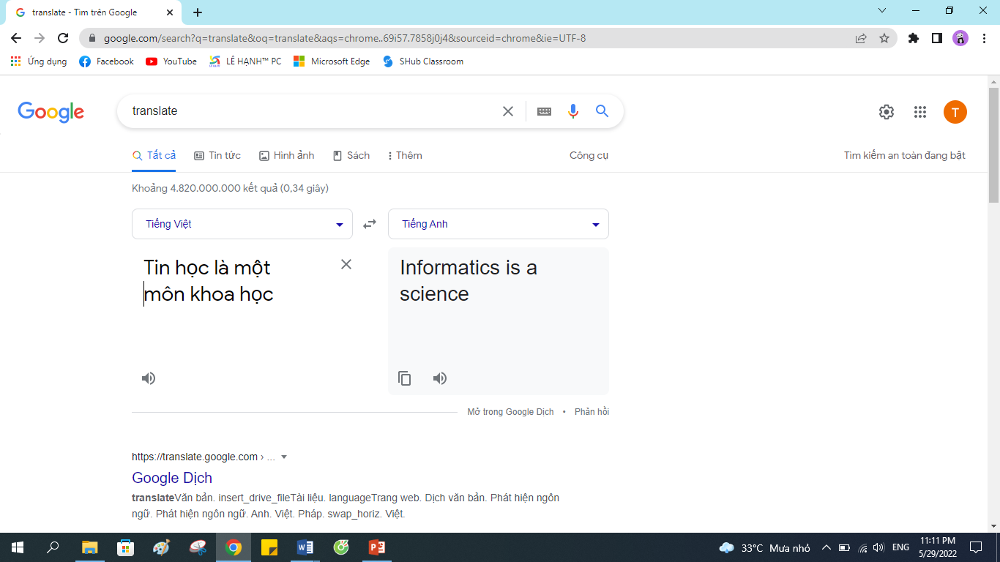 translate - Tìm trên Google
google.com/search?q=translate&oq=translate&aqs=chrome..69i57.7858j0j4&sourceid=chrome&ie=UTF-8
Ứng dụng Facebook YouTube LÊ HẠNH™ PC Microsoft Edge SHub Classroom
Google translate T
Tất cả Tin tức Hình ảnh Sách Thêm Công cụ Tìm kiếm an toàn đang bật
Khoảng 4.820.000.000 kết quả (0,34 giây)
Tiếng Việt Tiếng Anh
Tin học là một
môn khoa học
Informatics is a
science
Mở trong Google Dịch • Phản hồi
https://translate.google.com › ...
Google Dịch
translateVăn bản. insert_drive_fileTài liệu. languageTrang web. Dịch văn bản. Phát hiện ngôn
ngữ. Phát hiện ngôn ngữ. Anh. Việt. Pháp. swap_horiz. Việt.
33°C Mưa nhỏ ENG 11:11 PM
5/29/2022